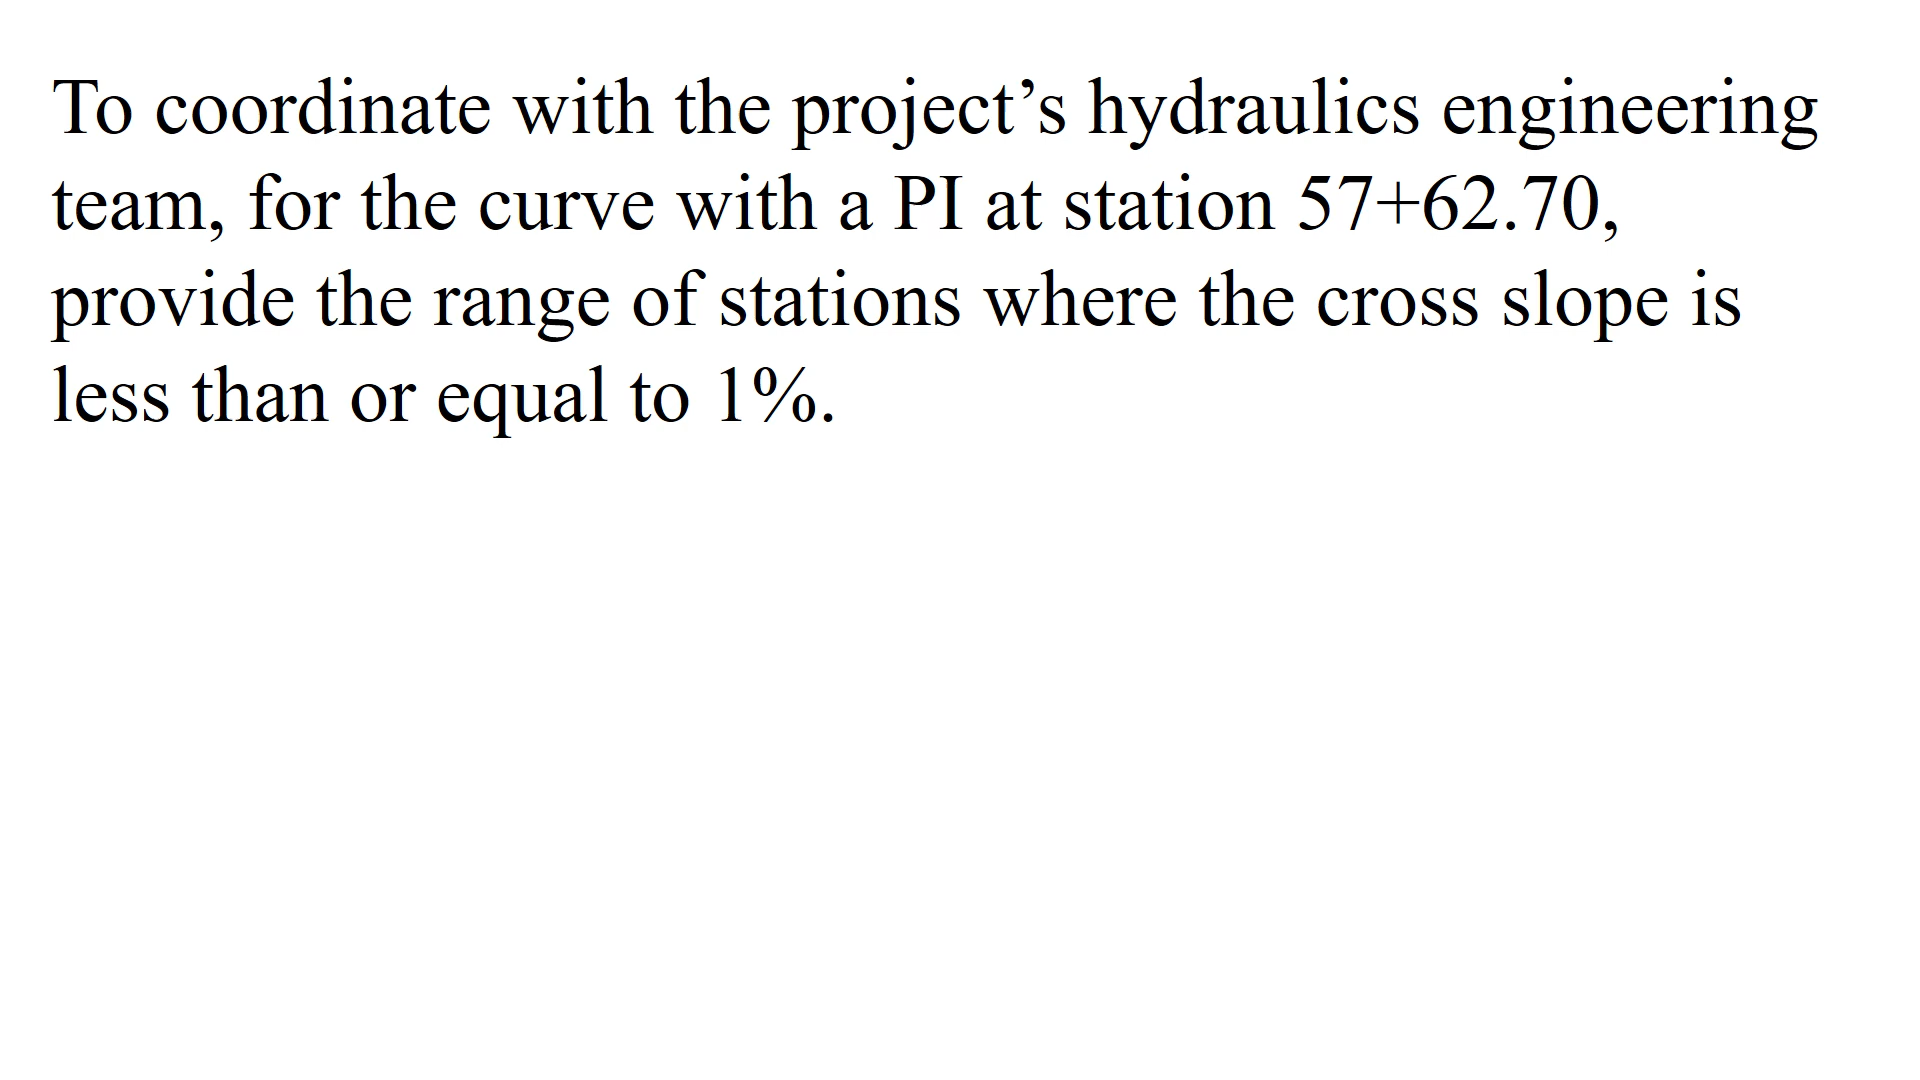 To coordinate with the project’s hydraulics engineering
team, for the curve with a PI at station 57+62.70,
provide the range of stations where the cross slope is
less than or equal to 1%.